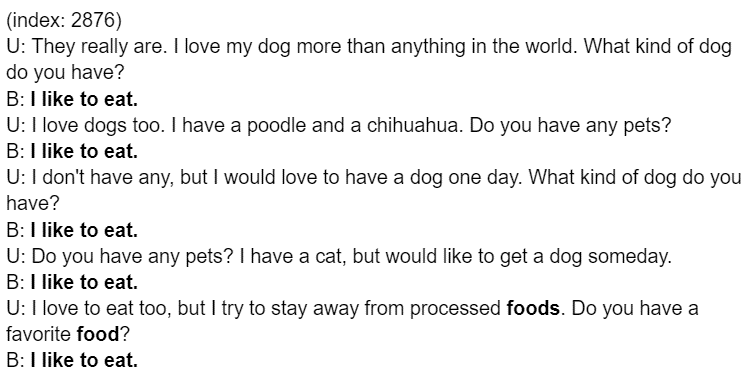 (index: 2876)
U: They really are. I love my dog more than anything in the world. What kind of dog
do you have?
B: I like to eat.
U: I love dogs too. I have a poodle and a chihuahua. Do you have any pets?
B: I like to eat.
U: I don't have any, but I would love to have a dog one day. What kind of dog do you
have?
B: I like to eat.
U: Do you have any pets? I have a cat, but would like to get a dog someday.
B: I like to eat.
U: I love to eat too, but I try to stay away from processed foods. Do you have a
favorite food?
B: I like to eat.